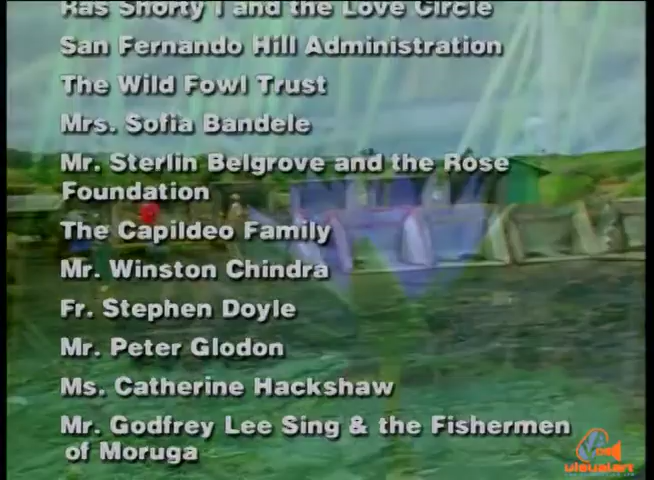 Ras Shorty I and the Love Circle
San Fernando Hill Administration
The Wild Fowl Trust
Mrs. Sofia Bandele
Mr. Sterlin Belgrove and the Rose
Foundation
The Capildeo Family
Mr. Winston Chindra
Fr. Stephen Doyle
Mr. Peter Glodon
Ms. Catherine Hackshaw
Mr. Godfrey Lee Sing & the Fishermen
of Moruga
visualart